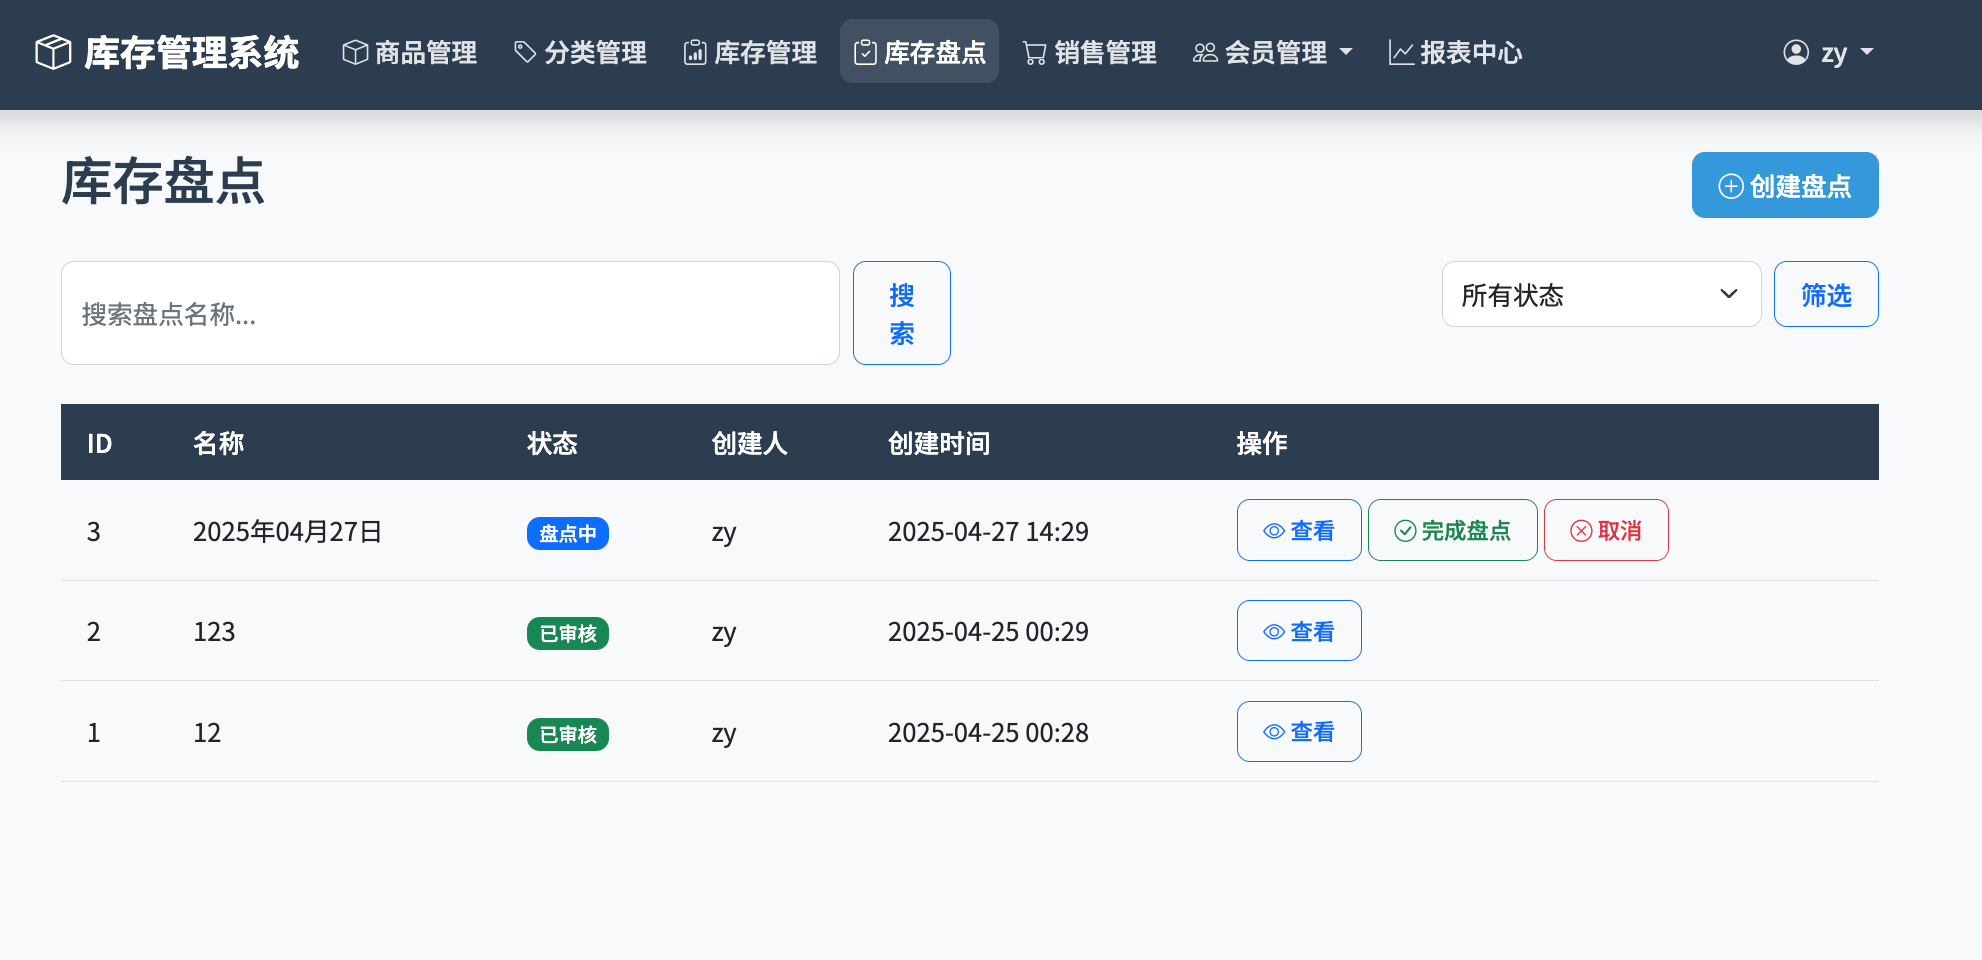 库存管理系统 商品管理 分类管理 库存管理 库存盘点 销售管理 会员管理 报表中心 zy
库存盘点 创建盘点
搜索盘点名称... 搜索 所有状态 筛选
ID 名称 状态 创建人 创建时间 操作
3 2025年04月27日 盘点中 zy 2025-04-27 14:29 查看 完成盘点 取消
2 123 已审核 zy 2025-04-25 00:29 查看
1 12 已审核 zy 2025-04-25 00:28 查看